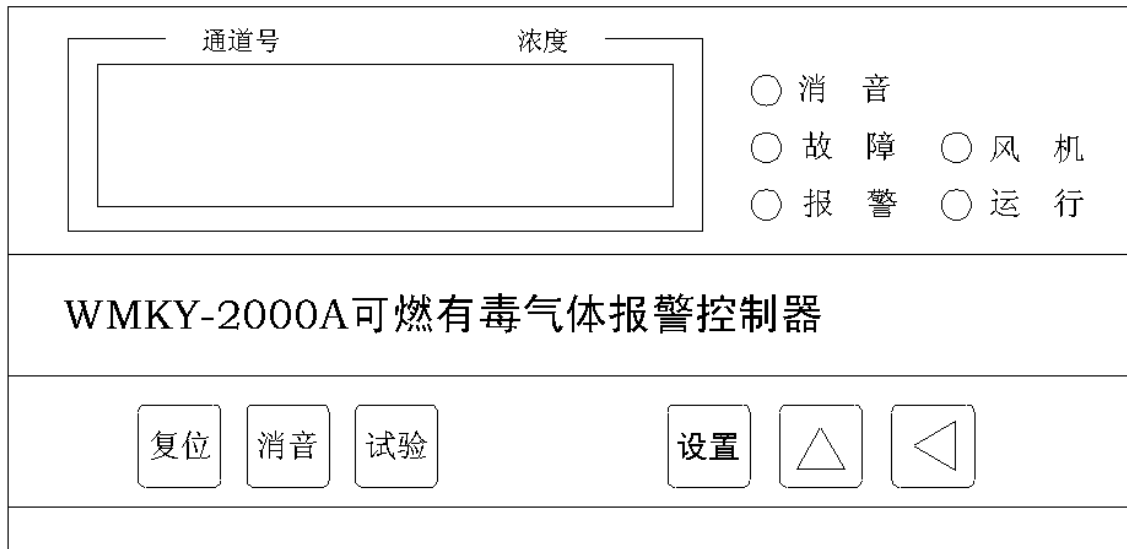 通道号 浓度
消 音
故 障 风 机
报 警 运 行
WMKY-2000A可燃有毒气体报警控制器
复位 消音 试验 设置